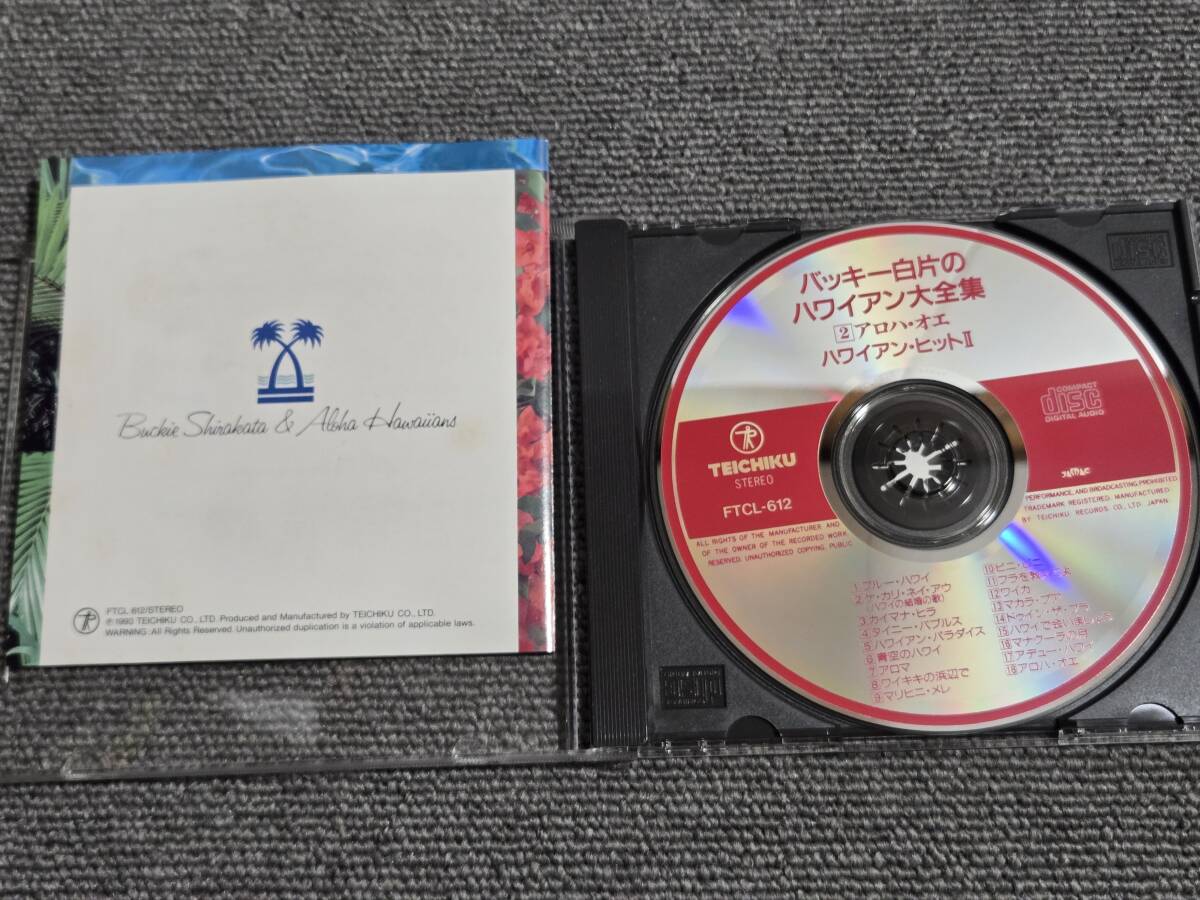 Buckie Shirakata & Aloha Hawaiians
FTCL-612/STEREO
Ⓟ1990 TEICHIKU CO., LTD. Produced and Manufactured by TEICHIKU CO., LTD.
WARNING: All Rights Reserved. Unauthorized duplication is a violation of applicable laws.
バッキー白片の
ハワイアン大全集
2 アロハ・オエ
ハワイアン・ヒットⅡ
TEICHIKU
STEREO
FTCL-612
COMPACT
disc
DIGITAL AUDIO
ALL RIGHTS OF THE MANUFACTURER AND
OF THE OWNER OF THE RECORDED WORK
RESERVED. UNAUTHORIZED COPYING, PUBLIC
PERFORMANCE, AND BROADCASTING PROHIBITED
TRADEMARK REGISTERED. MANUFACTURED
BY TEICHIKU RECORDS CO., LTD. JAPAN
1 ブルー・ハワイ
2 ケ・カリ・ネイ・アウ
(ハワイの結婚の歌)
3 カイマナ・ヒラ
4 タイニー・バブルス
5 ハワイアン・パラダイス
6 青空のハワイ
7 アロマ
8 ワイキキの浜辺で
9 マリヒニ・メレ
10
11 フラを
12 ワイカ
13 マカラ・プア
14
15 ハワイで会いましょう
16 マナクーラの月
17 アデュー・ハワイ
18 アロハ・オエ